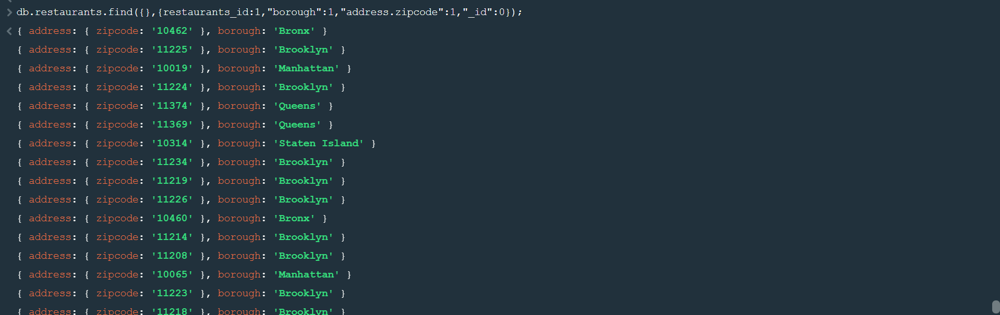 > db.restaurants.find({},{restaurants_id:1,"borough":1,"address.zipcode":1,"_id":0});
< { address: { zipcode: '10462' }, borough: 'Bronx' }
{ address: { zipcode: '11225' }, borough: 'Brooklyn' }
{ address: { zipcode: '10019' }, borough: 'Manhattan' }
{ address: { zipcode: '11224' }, borough: 'Brooklyn' }
{ address: { zipcode: '11374' }, borough: 'Queens' }
{ address: { zipcode: '11369' }, borough: 'Queens' }
{ address: { zipcode: '10314' }, borough: 'Staten Island' }
{ address: { zipcode: '11234' }, borough: 'Brooklyn' }
{ address: { zipcode: '11219' }, borough: 'Brooklyn' }
{ address: { zipcode: '11226' }, borough: 'Brooklyn' }
{ address: { zipcode: '10460' }, borough: 'Bronx' }
{ address: { zipcode: '11214' }, borough: 'Brooklyn' }
{ address: { zipcode: '11208' }, borough: 'Brooklyn' }
{ address: { zipcode: '10065' }, borough: 'Manhattan' }
{ address: { zipcode: '11223' }, borough: 'Brooklyn' }
{ address: { zipcode: '11218' }, borough: 'Brooklyn' }